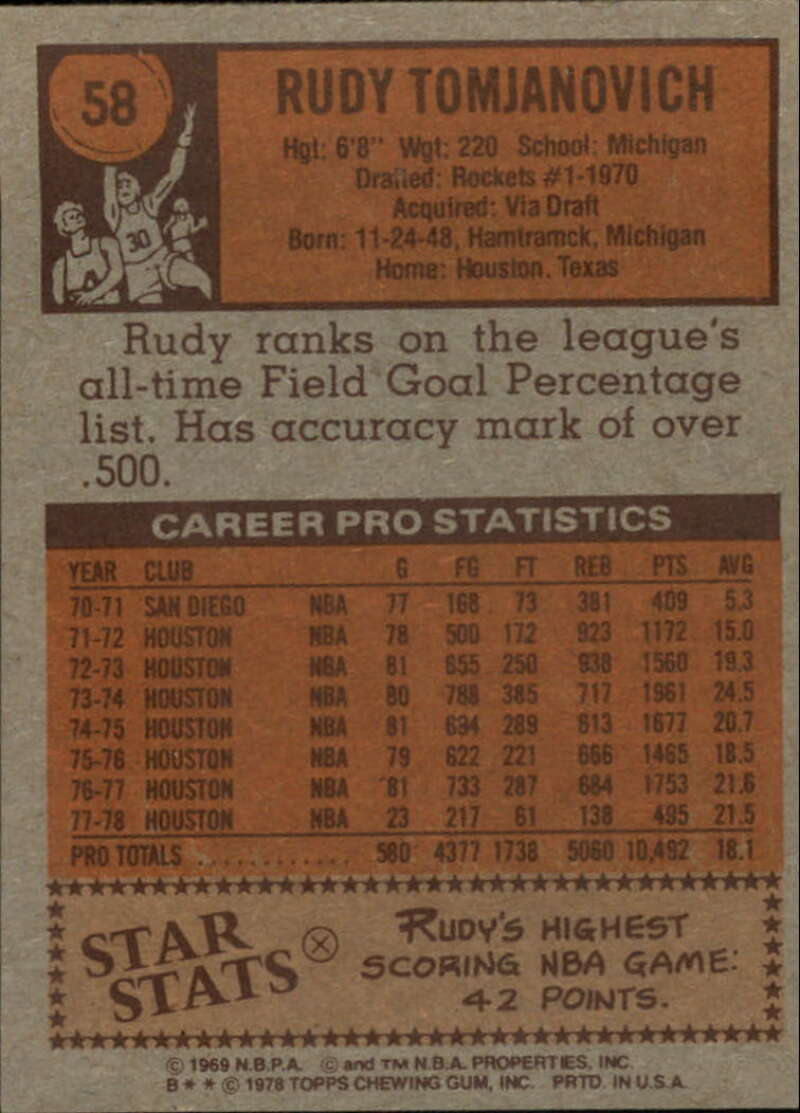 58
RUDY TOMJANOVICH
Hgt: 6'8" Wgt: 220 School: Michigan
Drafted: Rockets #1-1970
Acquired: Via Draft
Born: 11-24-48, Hamtramck, Michigan
Home: Houston, Texas
30
Rudy ranks on the league's
all-time Field Goal Percentage
list. Has accuracy mark of over
.500.
CAREER PRO STATISTICS
YEAR CLUB G FG FT REB PTS AVG
70-71 SAN DIEGO NBA 77 168 73 381 409 5.3
71-72 HOUSTON NBA 78 500 172 923 1172 15.0
72-73 HOUSTON NBA 81 655 250 938 1560 19.3
73-74 HOUSTON NBA 80 788 385 717 1961 24.5
74-75 HOUSTON NBA 81 694 289 613 1677 20.7
75-76 HOUSTON NBA 79 622 221 666 1465 18.5
76-77 HOUSTON NBA 81 733 287 684 1753 21.6
77-78 HOUSTON NBA 23 217 61 138 495 21.5
PRO TOTALS ............ 580 4377 1738 5060 10,492 18.1
STAR
STATS
RUDY'S HIGHEST
SCORING NBA GAME:
42 POINTS.
© 1969 N.B.P.A. © and TM N.B.A. PROPERTIES, INC.
B * * © 1978 TOPPS CHEWING GUM, INC. PRTD. IN U.S.A.